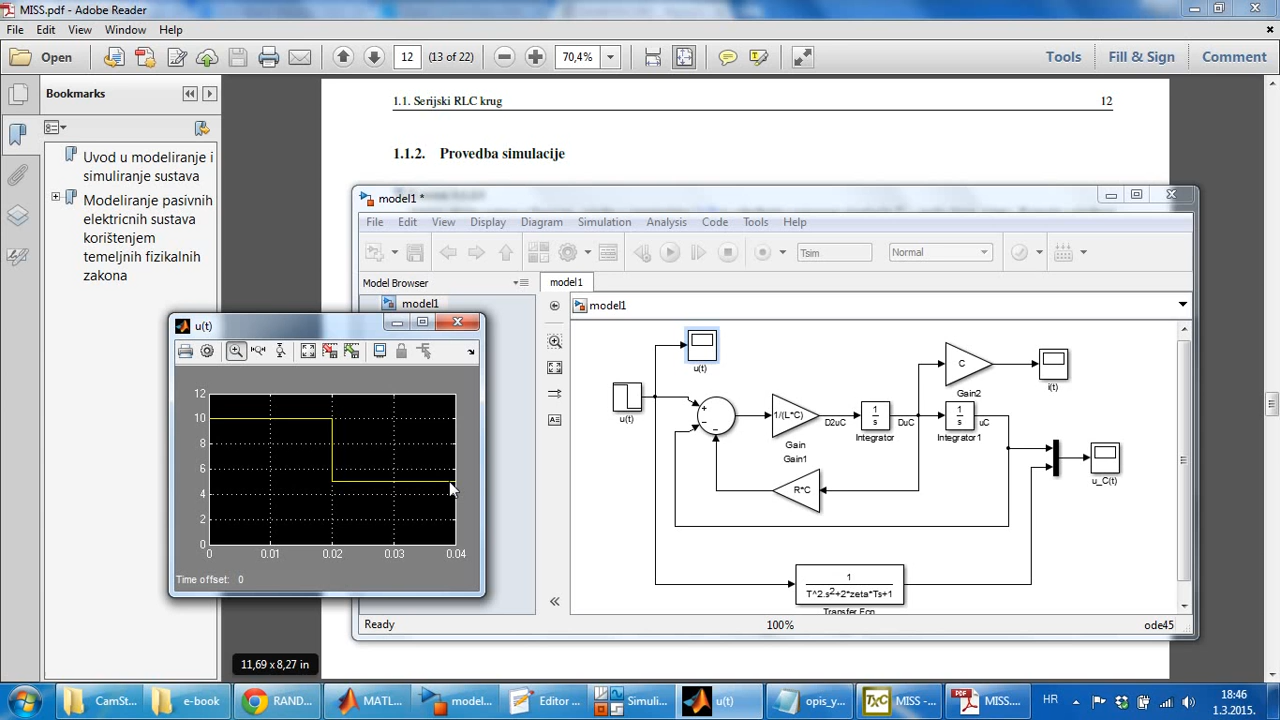 MISS.pdf - Adobe Reader
File Edit View Window Help
Open 12 (13 of 22) 70,4% Tools Fill & Sign Comment
Bookmarks
Uvod u modeliranje i
simuliranje sustava
Modeliranje pasivnih
elektricnih sustava
korištenjem
temeljnih fizikalnih
zakona
1.1. Serijski RLC krug 12
1.1.2. Provedba simulacije
model1 *
File Edit View Display Diagram Simulation Analysis Code Tools Help
Tsim Normal
Model Browser model1
model1 model1
u(t)
12
10
8
6
4
2
0
0 0.01 0.02 0.03 0.04
Time offset: 0
u(t)
u(t)
C
Gain2
i(t)
1/(L*C)
Gain
D2uC
1
s
Integrator
DuC
1
s
Integrator1
uC
Gain1
R*C
u_C(t)
1
T^2.s2+2*zeta*Ts+1
Transfer Fcn
Ready 100% ode45
11,69 x 8,27 in
CamSt... e-book RAND... MATL... model... Editor ... Simuli... u(t) opis_y... MISS -... MISS.... HR 18:46
1.3.2015.